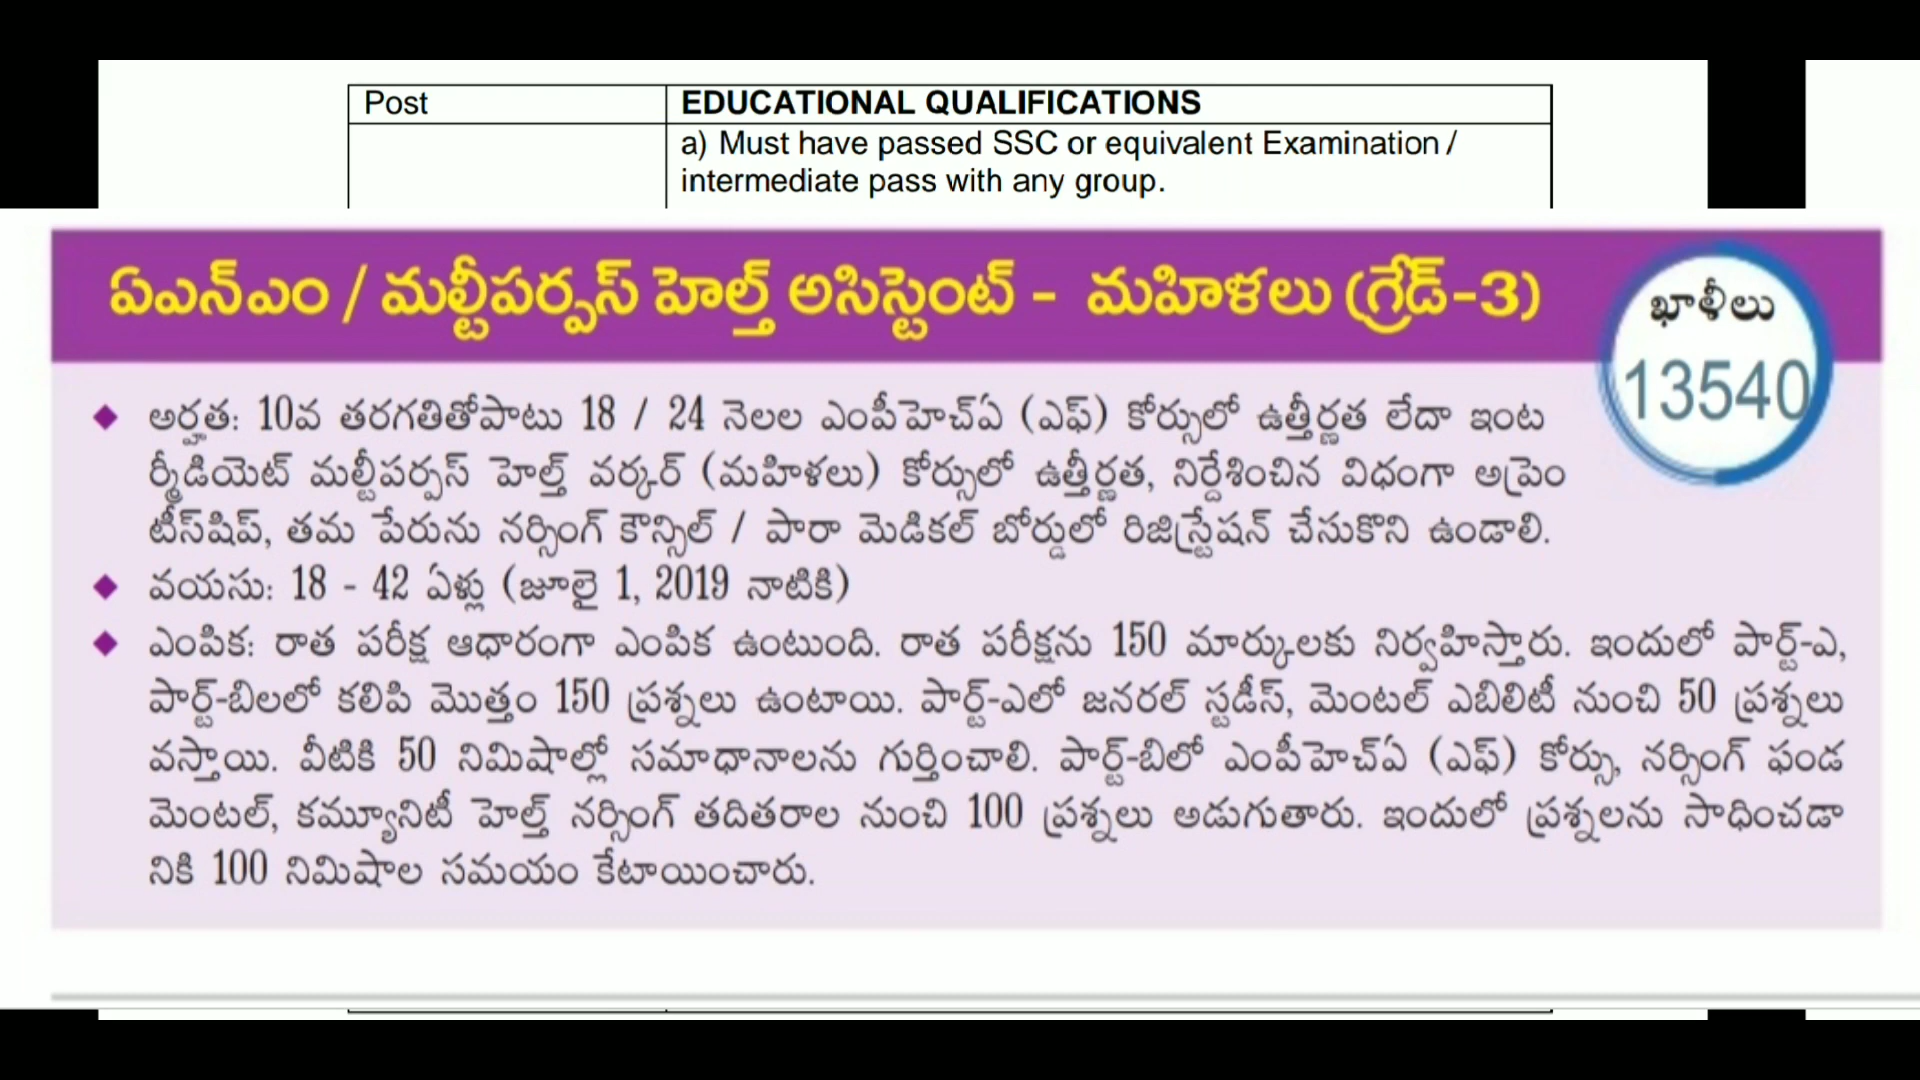 Post
EDUCATIONAL QUALIFICATIONS
a) Must have passed SSC or equivalent Examination /
intermediate pass with any group.
ఏఎన్ఎం / మల్టీపర్పస్ హెల్త్ అసిస్టెంట్ - మహిళలు (గ్రేడ్-3)
ఖాళీలు
13540
అర్హత: 10వ తరగతితోపాటు 18 / 24 నెలల ఎంపీహెచ్ఏ (ఎఫ్) కోర్సులో ఉత్తీర్ణత లేదా ఇంట
ర్మీడియెట్ మల్టీపర్పస్ హెల్త్ వర్కర్ (మహిళలు) కోర్సులో ఉత్తీర్ణత, నిర్దేశించిన విధంగా అప్రెం
టీస్‌షిప్, తమ పేరును నర్సింగ్ కౌన్సిల్ / పారా మెడికల్ బోర్డులో రిజిస్ట్రేషన్ చేసుకొని ఉండాలి.
వయసు: 18 - 42 ఏళ్లు (జూలై 1, 2019 నాటికి)
ఎంపిక: రాత పరీక్ష ఆధారంగా ఎంపిక ఉంటుంది. రాత పరీక్షను 150 మార్కులకు నిర్వహిస్తారు. ఇందులో పార్ట్-ఎ,
పార్ట్-బిలలో కలిపి మొత్తం 150 ప్రశ్నలు ఉంటాయి. పార్ట్-ఎలో జనరల్ స్టడీస్, మెంటల్ ఎబిలిటీ నుంచి 50 ప్రశ్నలు
వస్తాయి. వీటికి 50 నిమిషాల్లో సమాధానాలను గుర్తించాలి. పార్ట్-బిలో ఎంపీహెచ్ఏ (ఎఫ్) కోర్సు, నర్సింగ్ ఫండ
మెంటల్, కమ్యూనిటీ హెల్త్ నర్సింగ్ తదితరాల నుంచి 100 ప్రశ్నలు అడుగుతారు. ఇందులో ప్రశ్నలను సాధించడా
నికి 100 నిమిషాల సమయం కేటాయించారు.